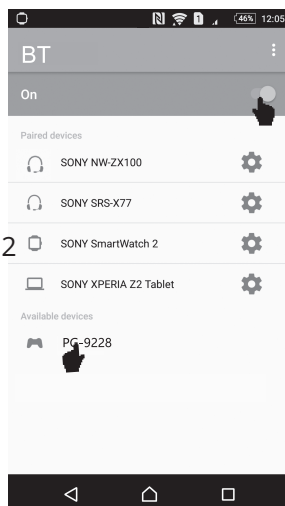 1 46% 12:05
BT
On
Paired devices
SONY NW-ZX100
SONY SRS-X77
2 SONY SmartWatch 2
SONY XPERIA Z2 Tablet
Available devices
PG-9228